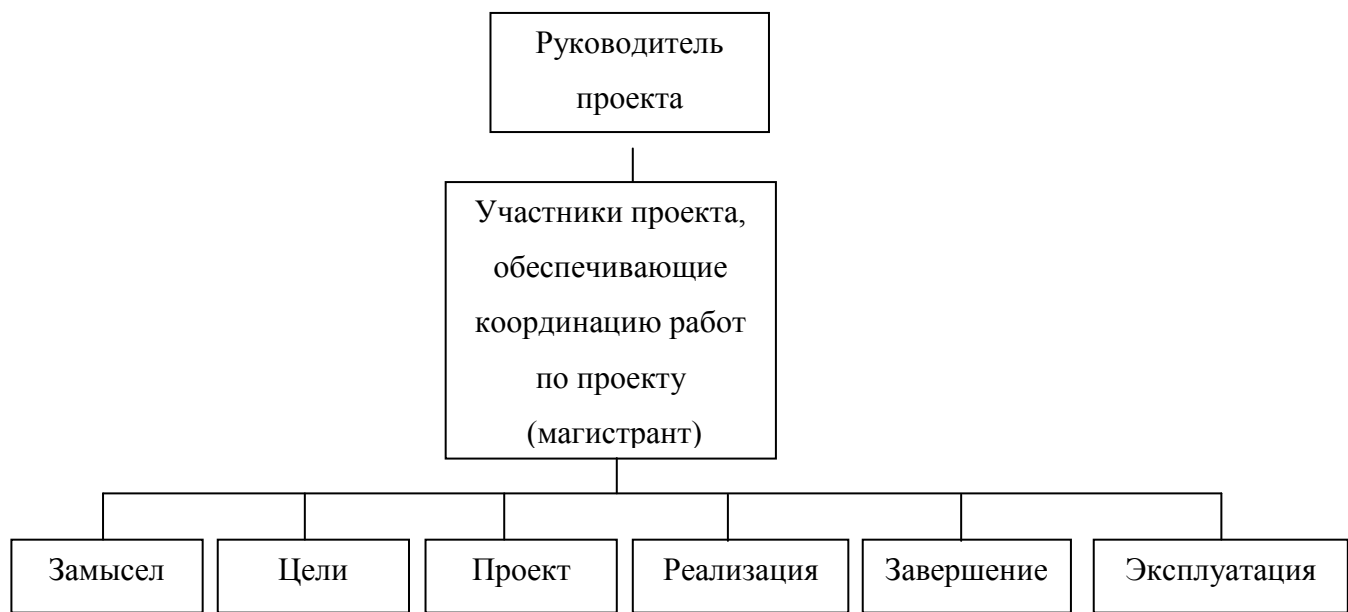 Руководитель
проекта
Участники проекта,
обеспечивающие
координацию работ
по проекту
(магистрант)
Замысел
Цели
Проект
Реализация
Завершение
Эксплуатация